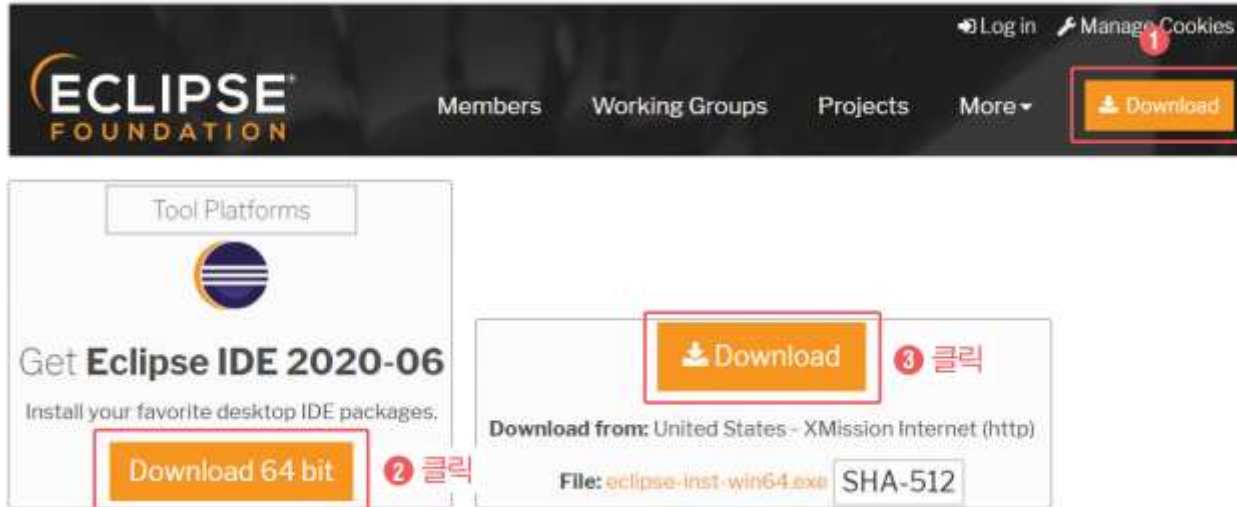 Log in Manage Cookies
1
ECLIPSE
FOUNDATION
Members Working Groups Projects More Download
Tool Platforms
Get Eclipse IDE 2020-06
Install your favorite desktop IDE packages.
Download 64 bit
2 클릭
Download
3 클릭
Download from: United States - XMission Internet (http)
File: eclipse-inst-win64.exe SHA-512